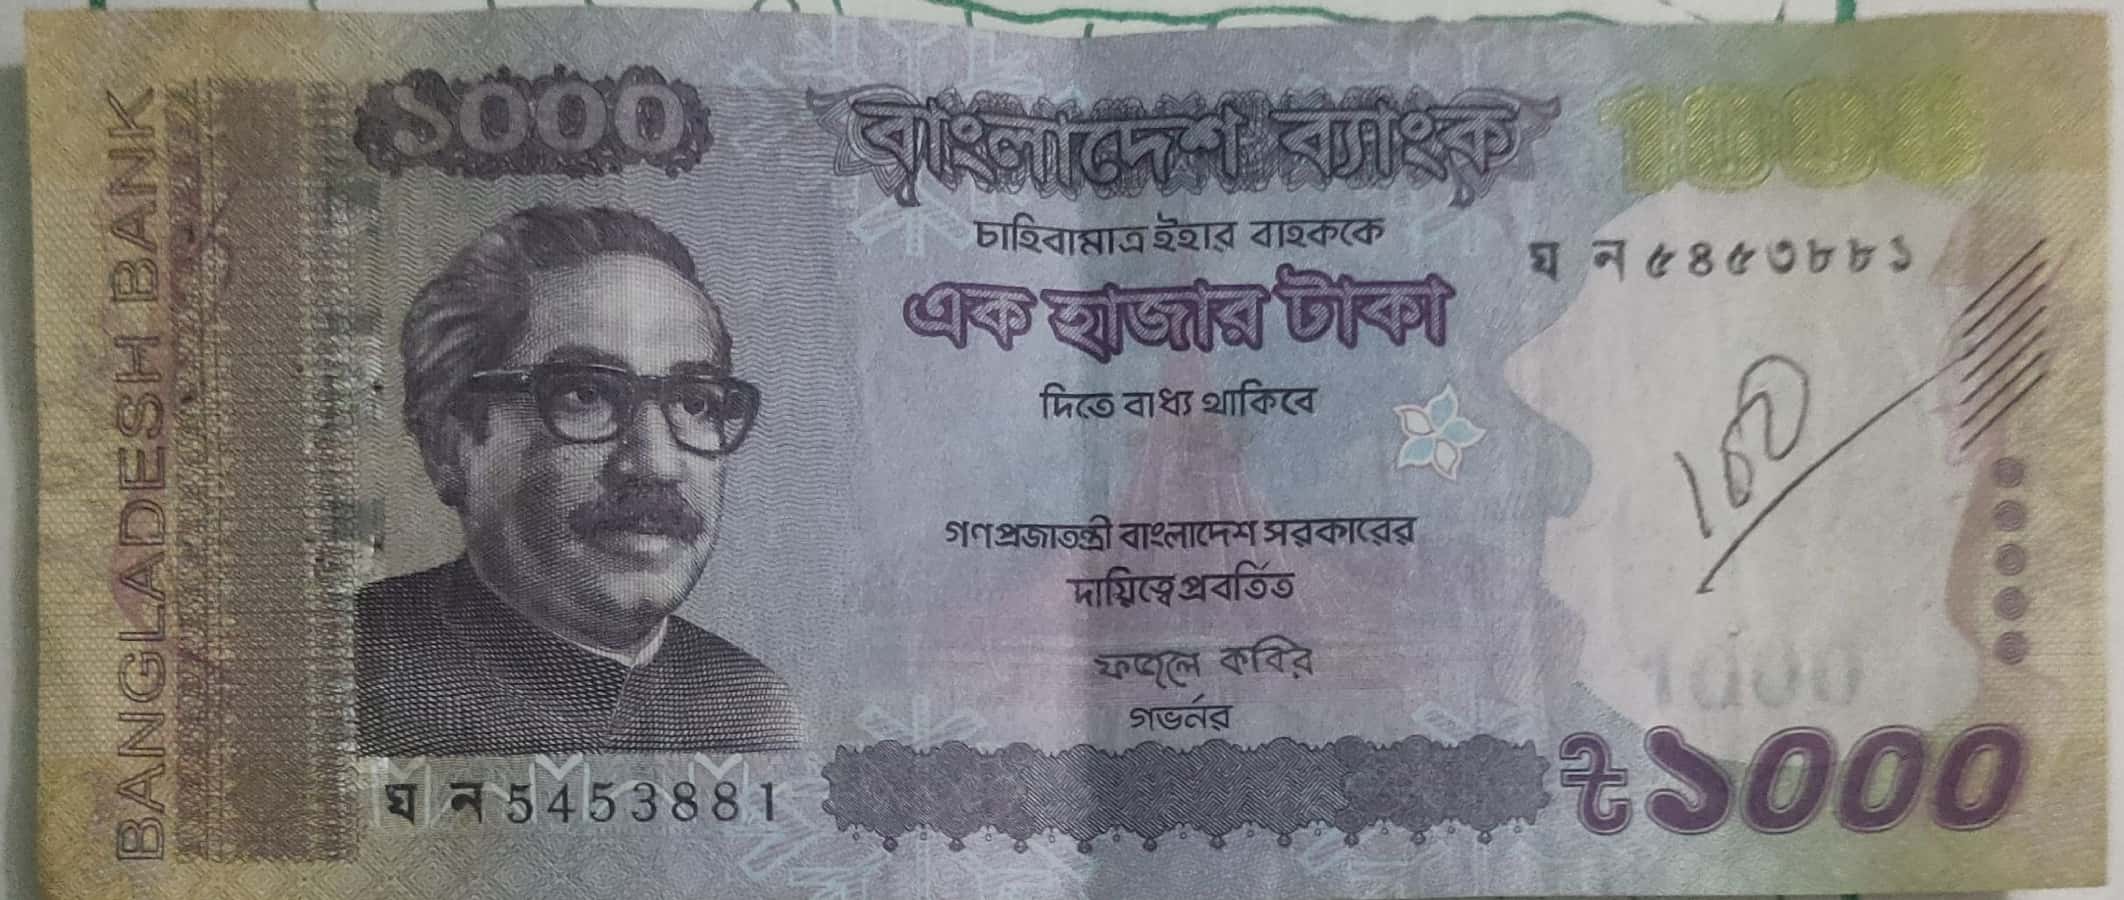 BANGLADESH BANK
১০০০
বাংলাদেশ ব্যাংক
1000
চাহিবামাত্র ইহার বাহককে
ঘ ন ৫৪৫৩৮৮১
এক হাজার টাকা
দিতে বাধ্য থাকিবে
100
গণপ্রজাতন্ত্রী বাংলাদেশ সরকারের
দায়িত্বে প্রবর্তিত
ফজলে কবির
গভর্নর
1000
ঘ ন 5453881
৳১০০০